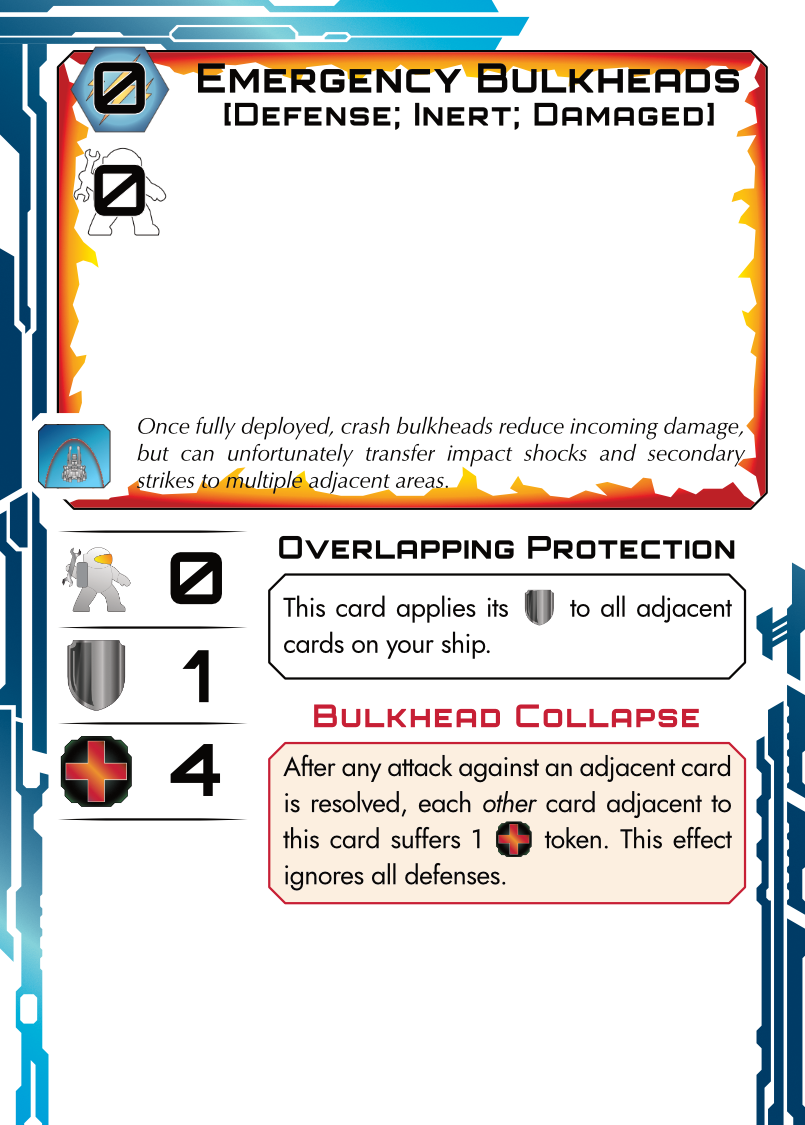 0
Emergency Bulkheads
[Defense; Inert; Damaged]
0
Once fully deployed, crash bulkheads reduce incoming damage,
but can unfortunately transfer impact shocks and secondary
strikes to multiple adjacent areas.
0
1
4
Overlapping Protection
This card applies its to all adjacent
cards on your ship.
Bulkhead Collapse
After any attack against an adjacent card
is resolved, each other card adjacent to
this card suffers 1 token. This effect
ignores all defenses.